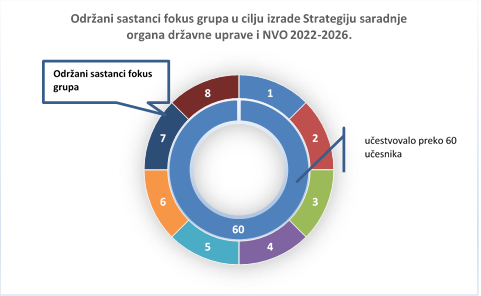 Održani sastanci fokus grupa u cilju izrade Strategiju saradnje
organa državne uprave i NVO 2022-2026.
Održani sastanci fokus
grupa
8
1
7
2
učestvovalo preko 60
učesnika
6
3
60
5
4